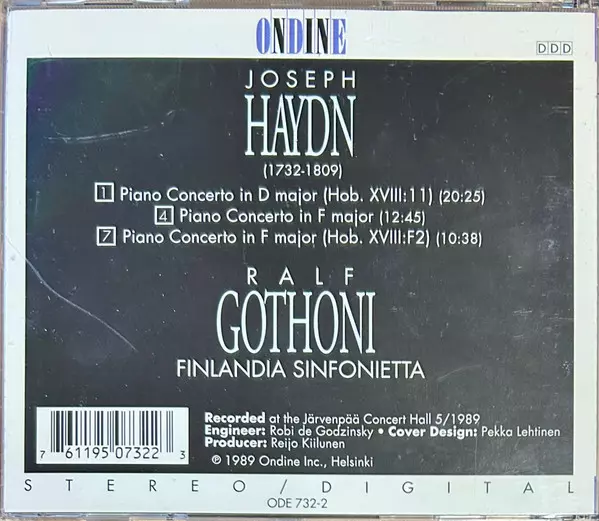 ONDINE
DDD
JOSEPH
HAYDN
(1732-1809)
1 Piano Concerto in D major (Hob. XVIII:11) (20:25)
4 Piano Concerto in F major (12:45)
7 Piano Concerto in F major (Hob. XVIII:F2) (10:38)
RALF
GOTHONI
FINLANDIA SINFONIETTA
Recorded at the Järvenpää Concert Hall 5/1989
Engineer: Robi de Godzinsky • Cover Design: Pekka Lehtinen
Producer: Reijo Kiilunen
℗ 1989 Ondine Inc., Helsinki
7 61195 07322 3
STEREO/DIGITAL
ODE 732-2